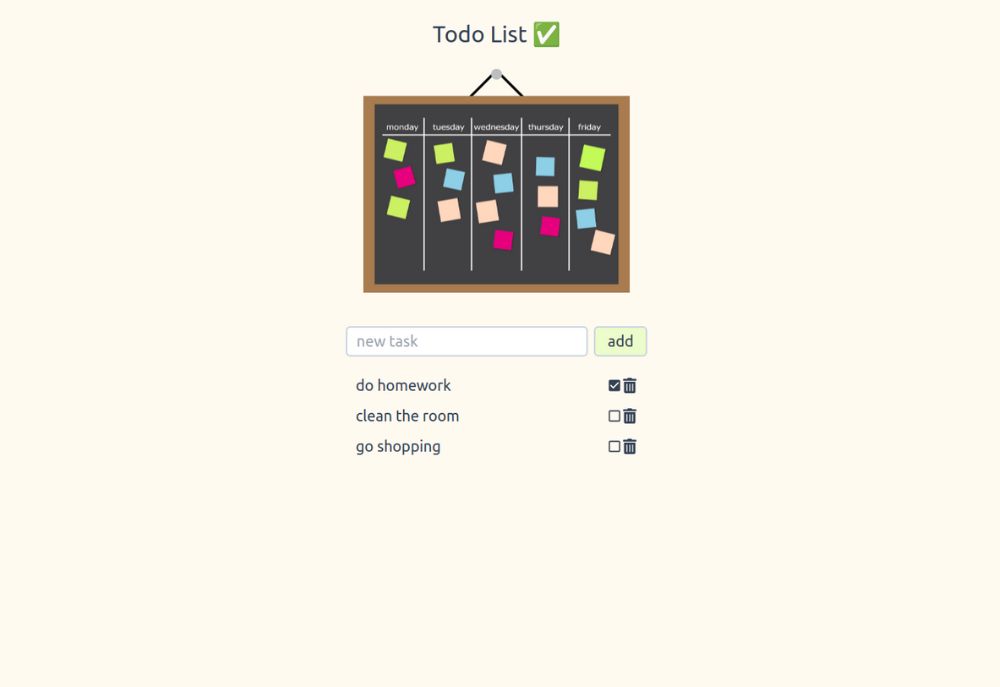 Todo List ✅
monday tuesday wednesday thursday friday
new task add
do homework
clean the room
go shopping